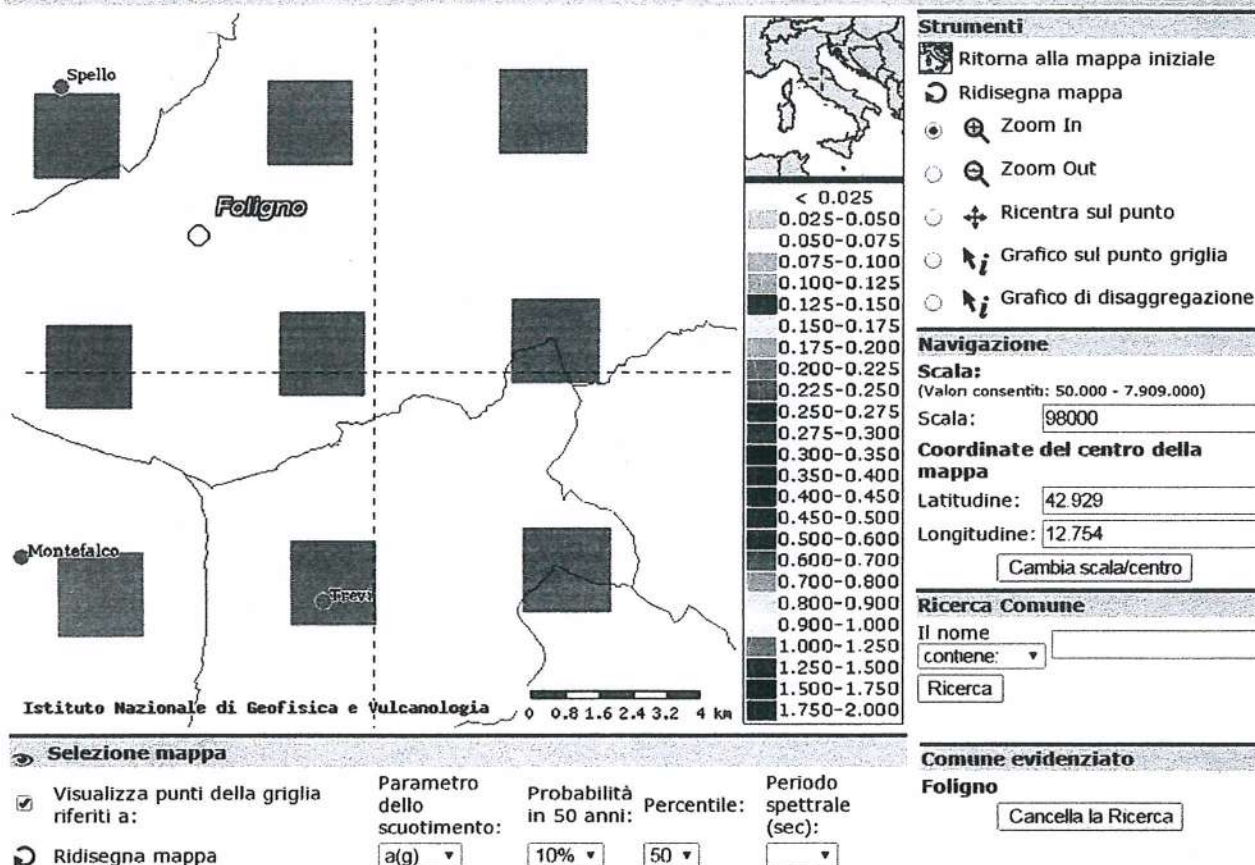 Spello
Foligno
Montefalco
Trevi
Istituto Nazionale di Geofisica e Vulcanologia
0 0.8 1.6 2.4 3.2 4 km
< 0.025
0.025-0.050
0.050-0.075
0.075-0.100
0.100-0.125
0.125-0.150
0.150-0.175
0.175-0.200
0.200-0.225
0.225-0.250
0.250-0.275
0.275-0.300
0.300-0.350
0.350-0.400
0.400-0.450
0.450-0.500
0.500-0.600
0.600-0.700
0.700-0.800
0.800-0.900
0.900-1.000
1.000-1.250
1.250-1.500
1.500-1.750
1.750-2.000
Strumenti
Ritorna alla mappa iniziale
Ridisegna mappa
Zoom In
Zoom Out
Ricentra sul punto
Grafico sul punto griglia
Grafico di disaggregazione
Navigazione
Scala:
(Valori consentiti: 50.000 - 7.909.000)
Scala: 98000
Coordinate del centro della
mappa
Latitudine: 42.929
Longitudine: 12.754
Cambia scala/centro
Ricerca Comune
Il nome
contiene:
Ricerca
Comune evidenziato
Foligno
Cancella la Ricerca
Selezione mappa
Visualizza punti della griglia
riferiti a:
Ridisegna mappa
Parametro
dello
scuotimento:
a(g)
Probabilità
in 50 anni:
10%
Percentile:
50
Periodo
spettrale
(sec):